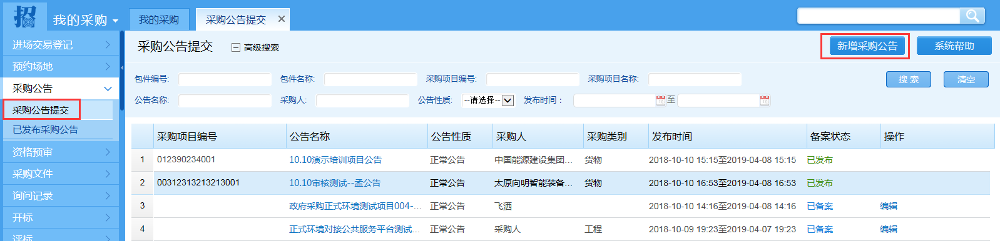 招 我的采购 我的采购 采购公告提交
进场交易登记
预约场地
采购公告
采购公告提交
已发布采购公告
资格预审
采购文件
询问记录
开标
评标
采购公告提交 高级搜索 新增采购公告 系统帮助
包件编号: 包件名称: 采购项目编号: 采购项目名称: 搜 索 清空
公告名称: 采购人: 公告性质: --请选择-- 发布时间： 至
采购项目编号 公告名称 公告性质 采购人 采购类别 发布时间 备案状态 操作
1 012390234001 10.10演示培训项目公告 正常公告 中国能源建设集团... 货物 2018-10-10 15:15至2019-04-08 15:15 已发布
2 00312313213213001 10.10审核测试--孟公告 正常公告 太原向明智能装备... 货物 2018-10-10 16:53至2019-04-08 16:53 已发布
3 政府采购正式环境测试项目004-... 正常公告 飞洒 2018-10-10 14:16至2019-04-08 14:16 已备案 编辑
4 正式环境对接公共服务平台测试... 正常公告 采购人 工程 2018-10-09 19:23至2019-04-07 19:23 已备案 编辑